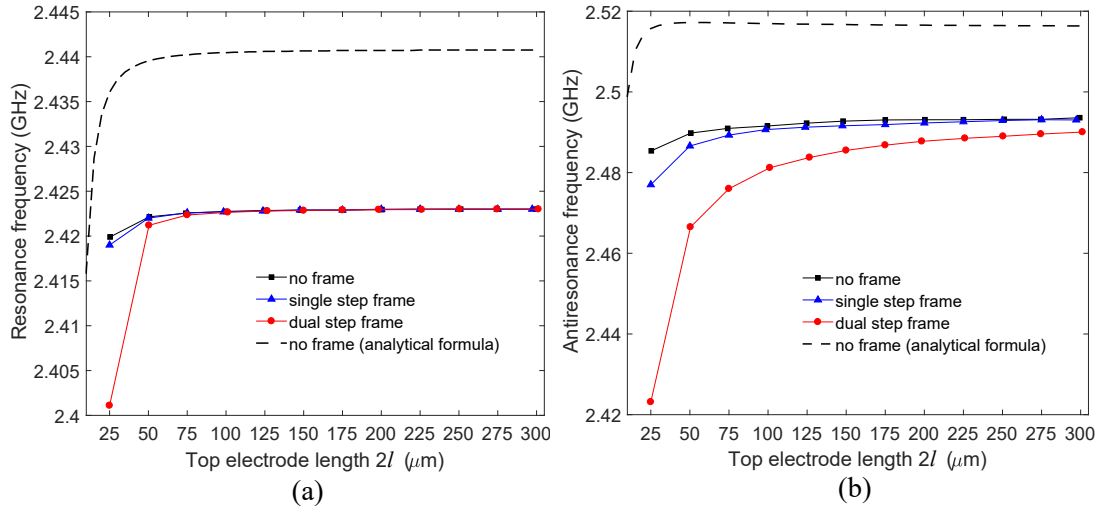 2.445
2.44
2.435
2.43
2.425
2.42
2.415
2.41
2.405
2.4
Resonance frequency (GHz)
no frame
single step frame
dual step frame
no frame (analytical formula)
25 50 75 100 125 150 175 200 225 250 275 300
Top electrode length 2l (μm)
(a)
2.52
2.5
2.48
2.46
2.44
2.42
Antiresonance frequency (GHz)
no frame
single step frame
dual step frame
no frame (analytical formula)
25 50 75 100 125 150 175 200 225 250 275 300
Top electrode length 2l (μm)
(b)